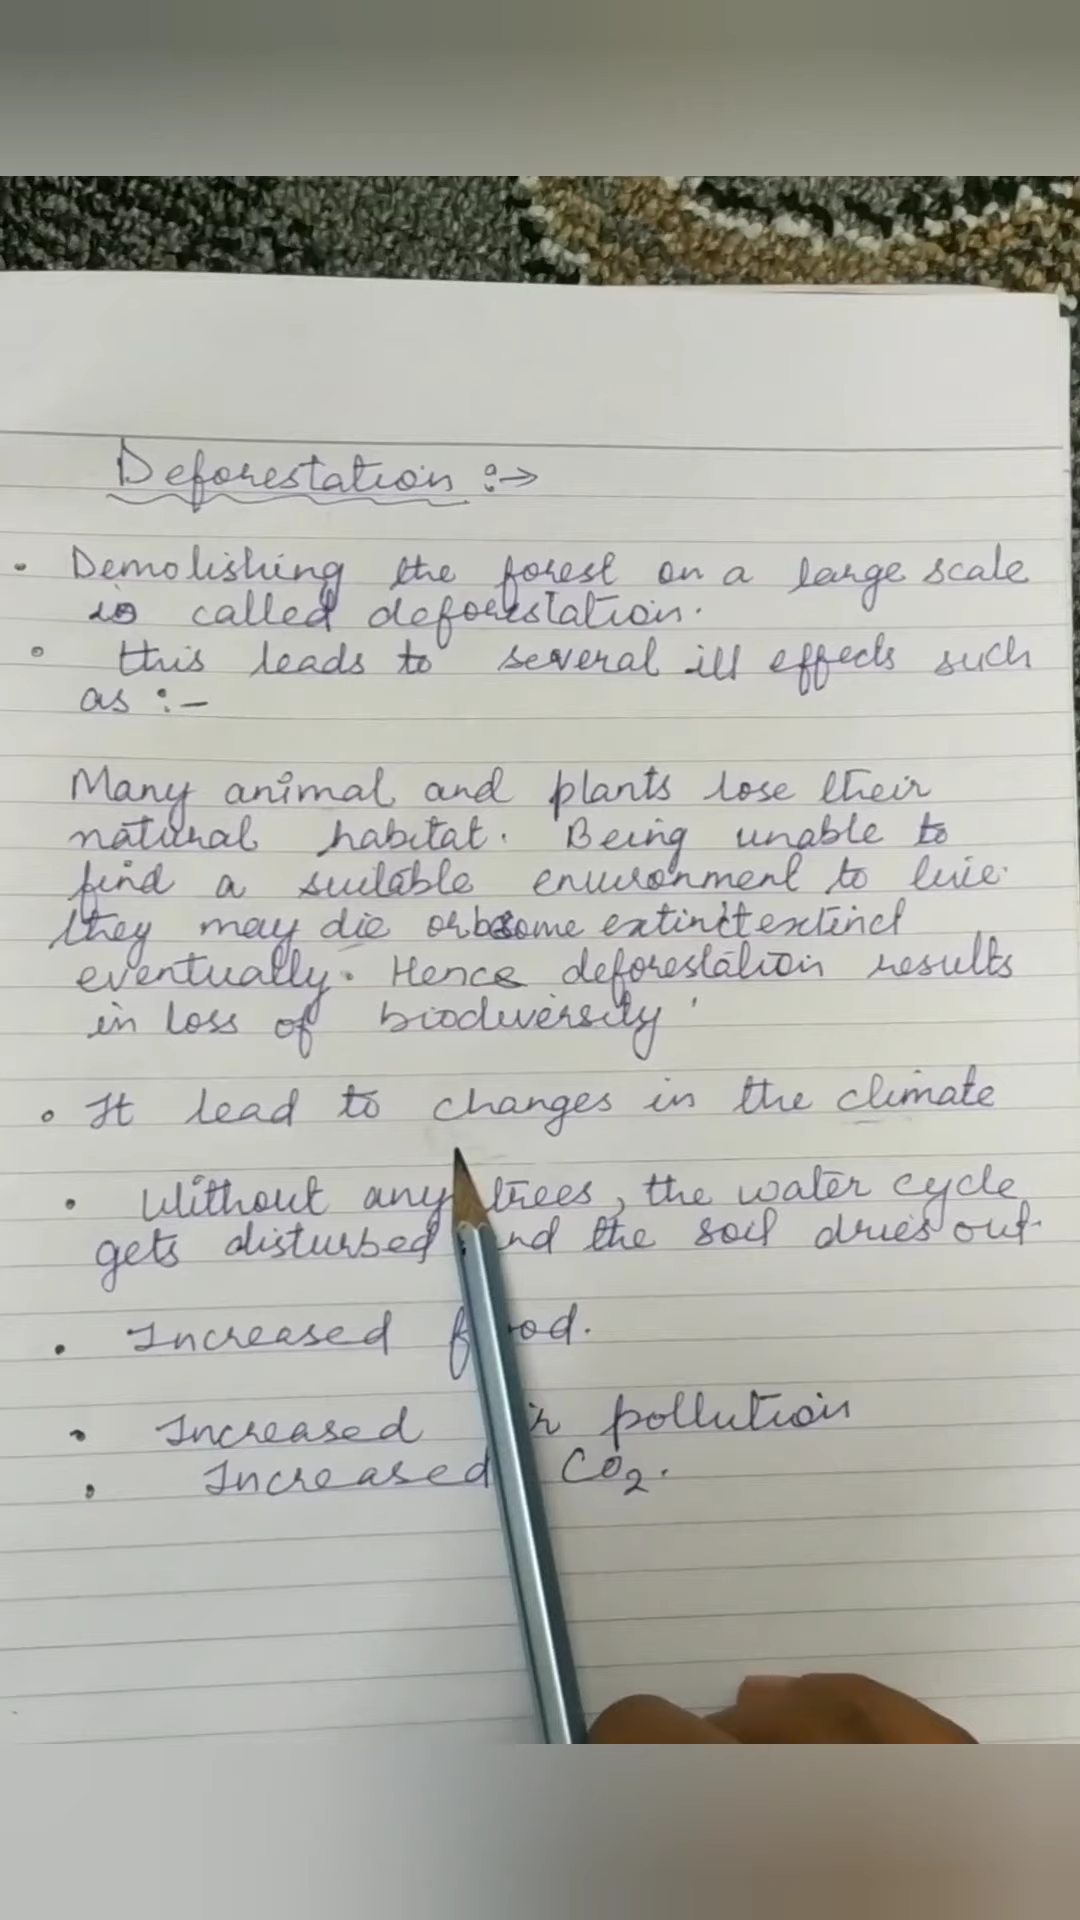 Deforestation :→
• Demolishing the forest on a large scale
is called deforestation.
• this leads to several ill effects such
as :-
Many animal and plants lose their
natural habitat. Being unable to
find a suitable environment to live.
they may die or become extinct extinct
eventually. Hence deforestation results
in loss of biodiversity
• It lead to changes in the climate
• Without any trees, the water cycle
gets disturbed and the soil dries out.
• Increased
• Increased pollution
• Increased CO2.